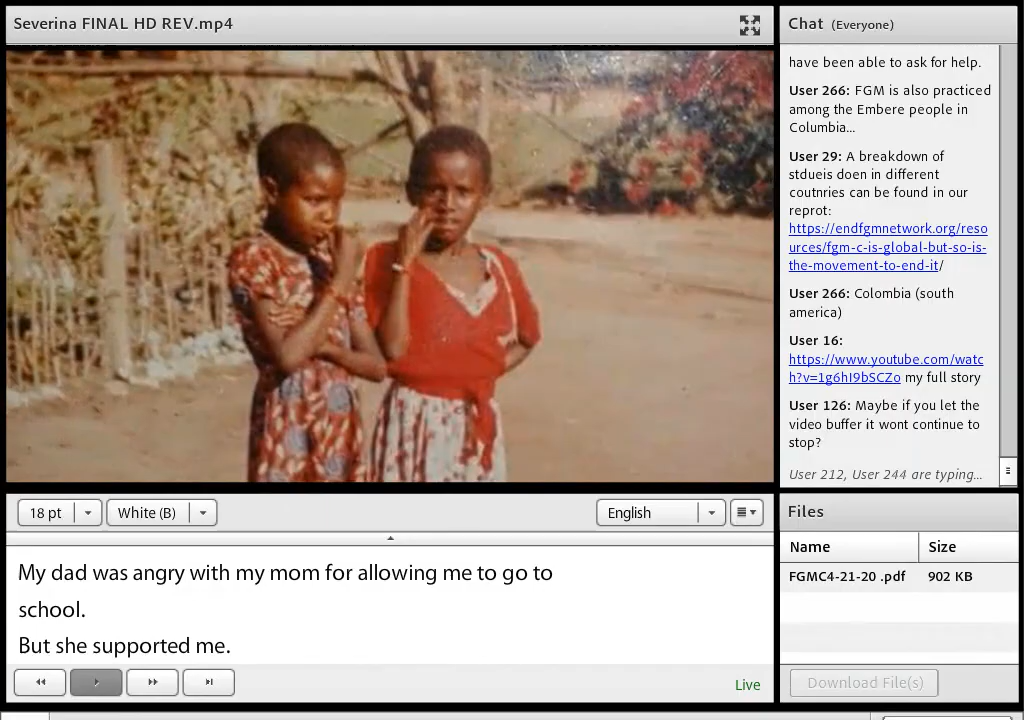 Severina FINAL HD REV.mp4
Chat (Everyone)
have been able to ask for help.
User 266: FGM is also practiced
among the Embere people in
Columbia...
User 29: A breakdown of
stdueis doen in different
coutnries can be found in our
reprot:
https://endfgmnetwork.org/reso
urces/fgm-c-is-global-but-so-is-
the-movement-to-end-it/
User 266: Colombia (south
america)
User 16:
https://www.youtube.com/watc
h?v=1g6hI9bSCZo my full story
User 126: Maybe if you let the
video buffer it wont continue to
stop?
User 212, User 244 are typing...
18 pt
White (B)
English
My dad was angry with my mom for allowing me to go to
school.
But she supported me.
Live
Files
Name Size
FGMC4-21-20 .pdf 902 KB
Download File(s)